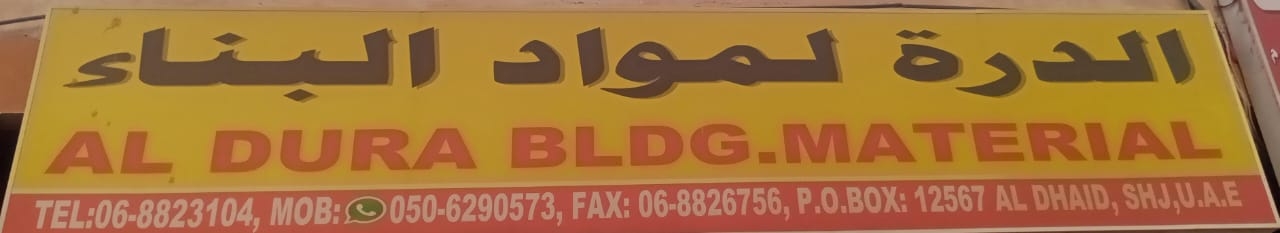 الدرة لمواد البناء
AL DURA BLDG.MATERIAL
TEL:06-8823104, MOB: 050-6290573, FAX: 06-8826756, P.O.BOX: 12567 AL DHAID, SHJ,U.A.E